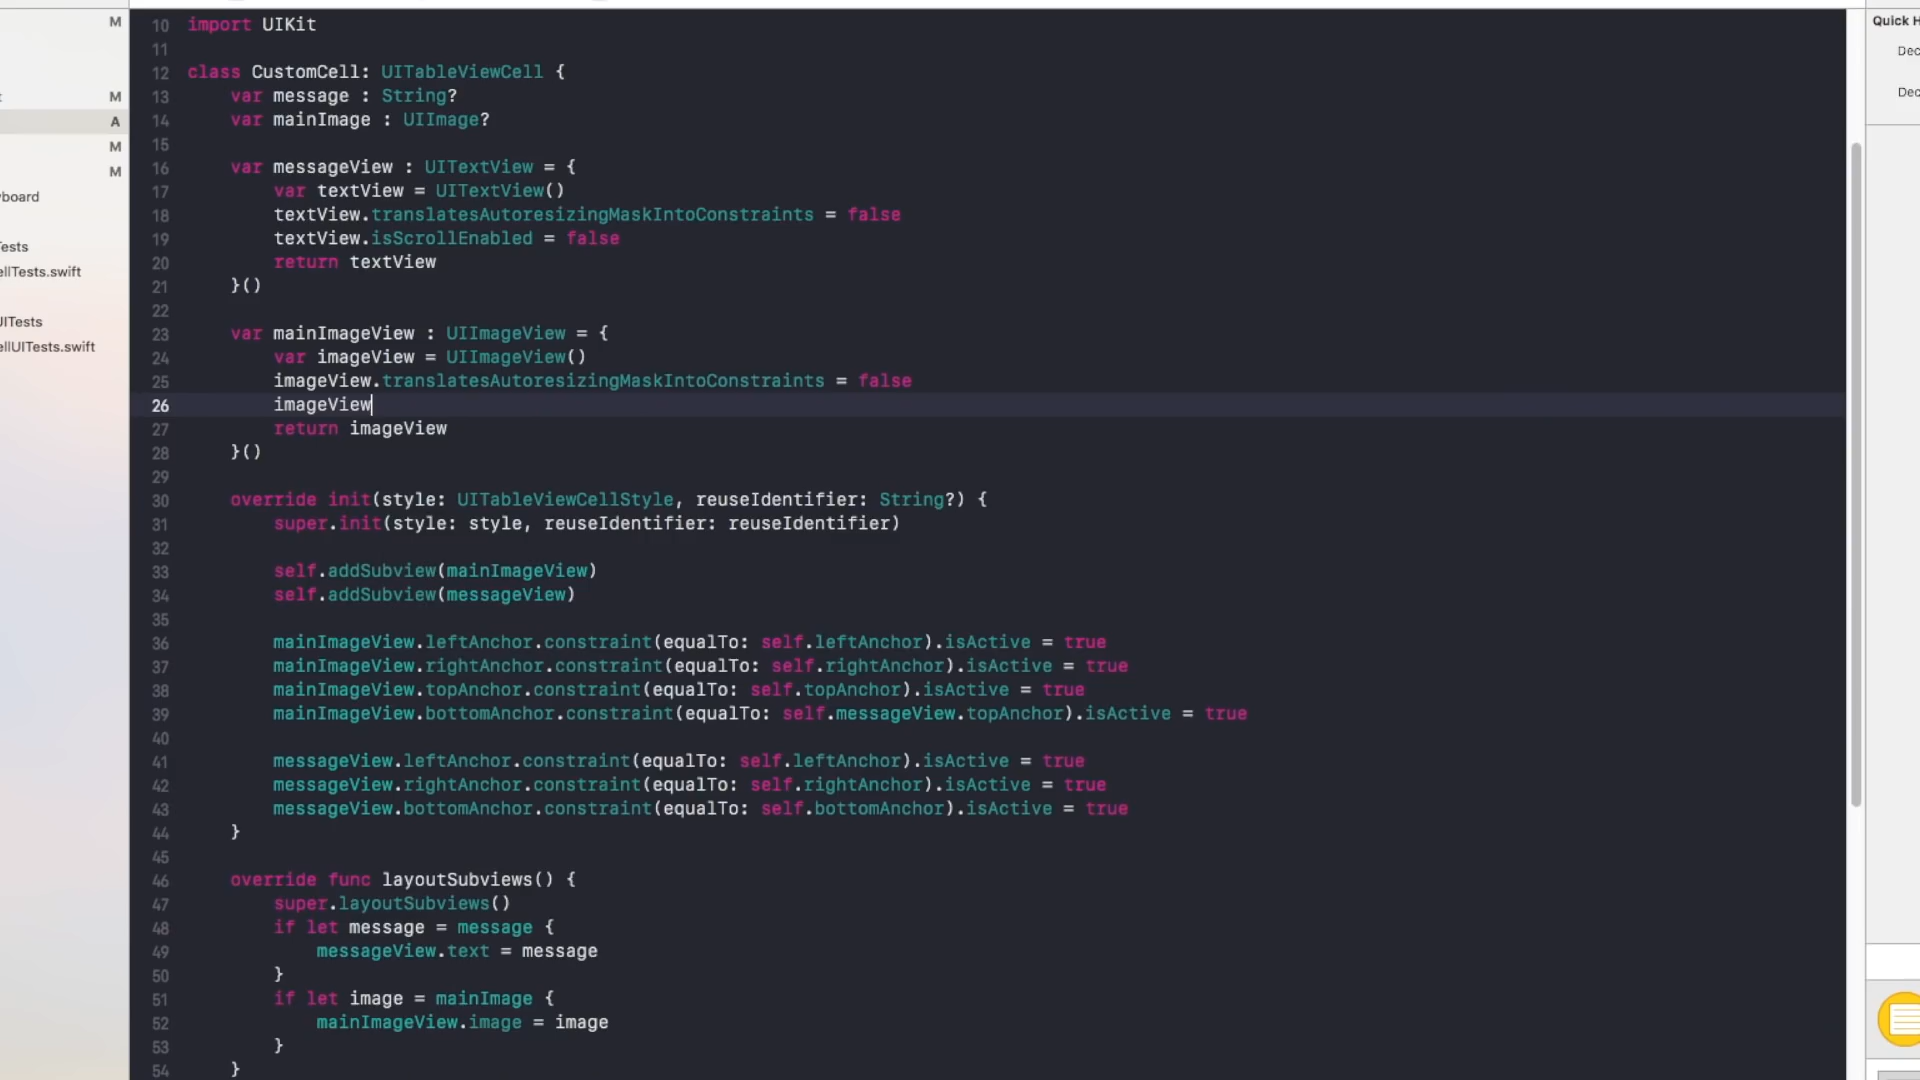 M
M
A
M
M
board
ests
ellTests.swift
UITests
ellUITests.swift
10 import UIKit
11
12 class CustomCell: UITableViewCell {
13     var message : String?
14     var mainImage : UIImage?
15
16     var messageView : UITextView = {
17         var textView = UITextView()
18         textView.translatesAutoresizingMaskIntoConstraints = false
19         textView.isScrollEnabled = false
20         return textView
21     }()
22
23     var mainImageView : UIImageView = {
24         var imageView = UIImageView()
25         imageView.translatesAutoresizingMaskIntoConstraints = false
26         imageView
27         return imageView
28     }()
29
30     override init(style: UITableViewCellStyle, reuseIdentifier: String?) {
31         super.init(style: style, reuseIdentifier: reuseIdentifier)
32
33         self.addSubview(mainImageView)
34         self.addSubview(messageView)
35
36         mainImageView.leftAnchor.constraint(equalTo: self.leftAnchor).isActive = true
37         mainImageView.rightAnchor.constraint(equalTo: self.rightAnchor).isActive = true
38         mainImageView.topAnchor.constraint(equalTo: self.topAnchor).isActive = true
39         mainImageView.bottomAnchor.constraint(equalTo: self.messageView.topAnchor).isActive = true
40
41         messageView.leftAnchor.constraint(equalTo: self.leftAnchor).isActive = true
42         messageView.rightAnchor.constraint(equalTo: self.rightAnchor).isActive = true
43         messageView.bottomAnchor.constraint(equalTo: self.bottomAnchor).isActive = true
44     }
45
46     override func layoutSubviews() {
47         super.layoutSubviews()
48         if let message = message {
49             messageView.text = message
50         }
51         if let image = mainImage {
52             mainImageView.image = image
53         }
54     }
Quick H
Dec
Dec